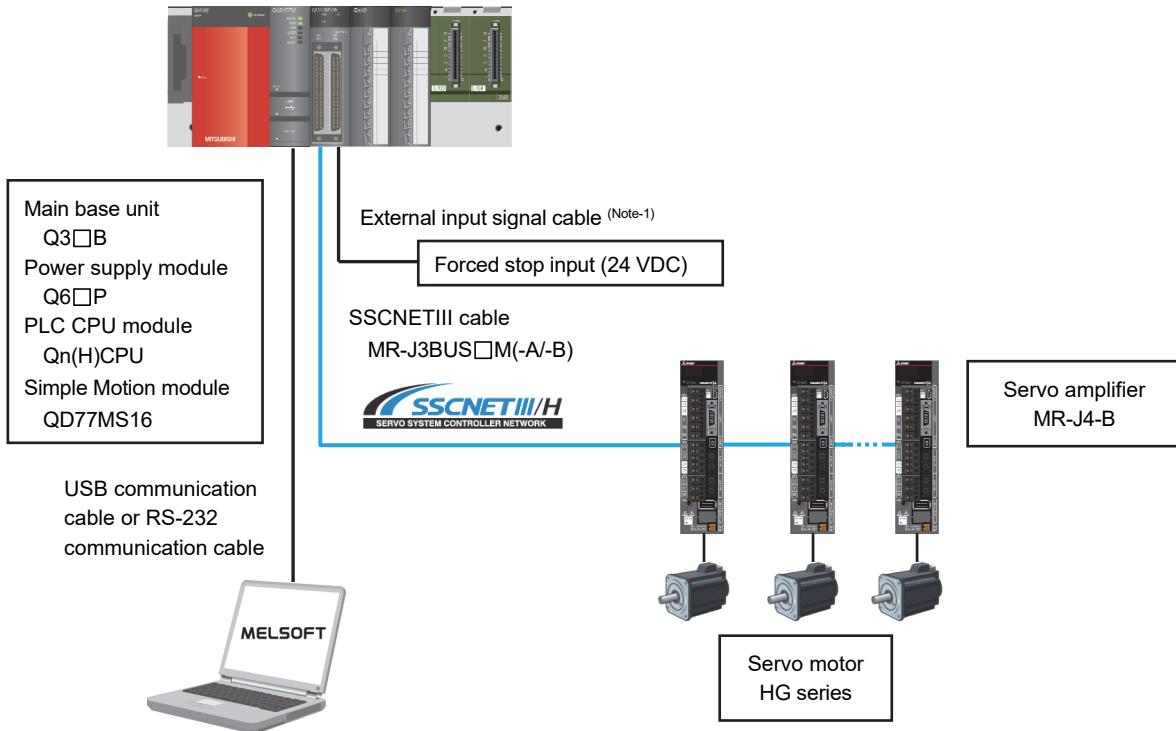 MITSUBISHI
Main base unit
Q3□B
Power supply module
Q6□P
PLC CPU module
Qn(H)CPU
Simple Motion module
QD77MS16
External input signal cable (Note-1)
Forced stop input (24 VDC)
SSCNETIII cable
MR-J3BUS□M(-A/-B)
SSCNETIII/H
SERVO SYSTEM CONTROLLER NETWORK
Servo amplifier
MR-J4-B
USB communication
cable or RS-232
communication cable
MELSOFT
Servo motor
HG series